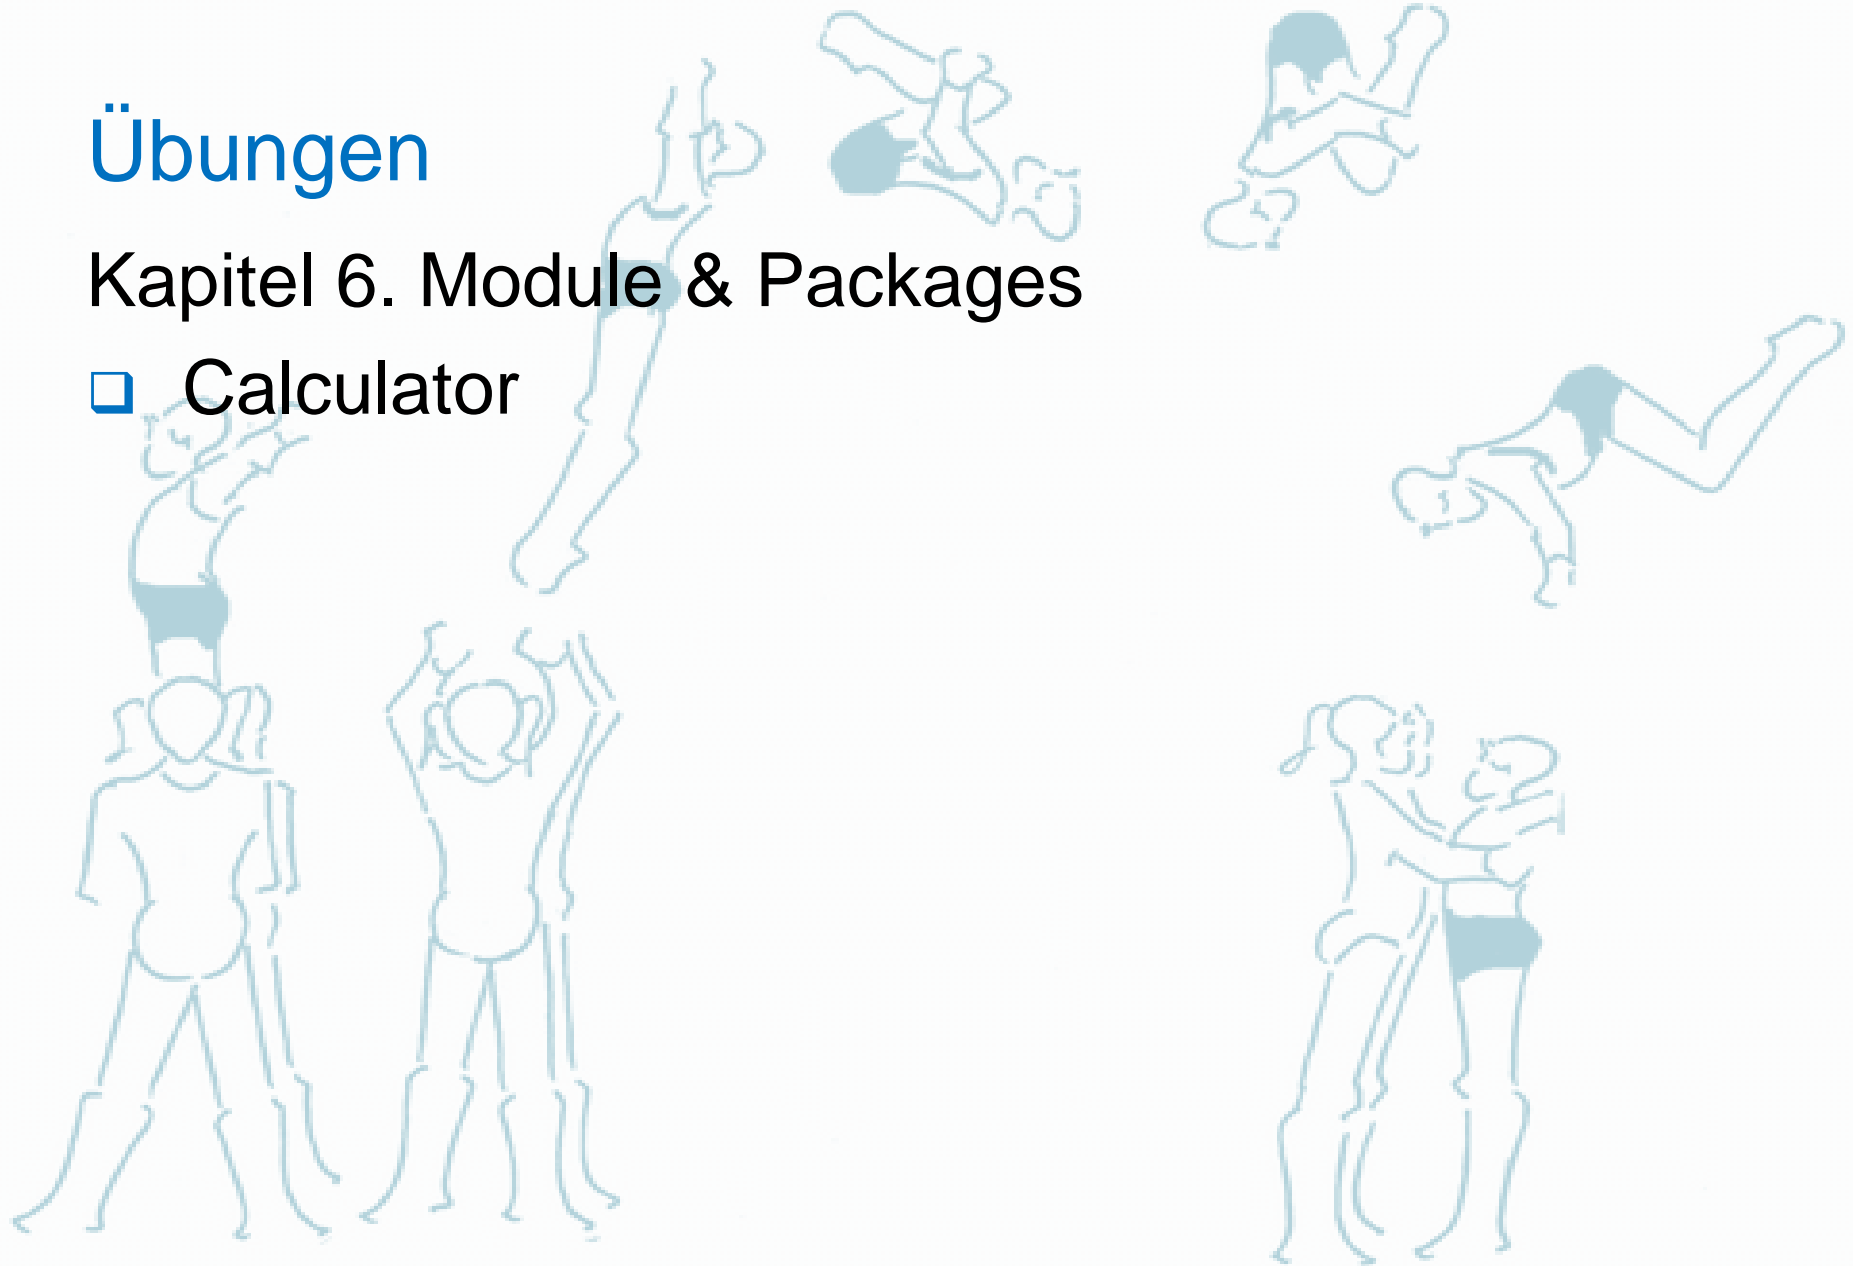 Übungen
Kapitel 6. Module & Packages
❑ Calculator